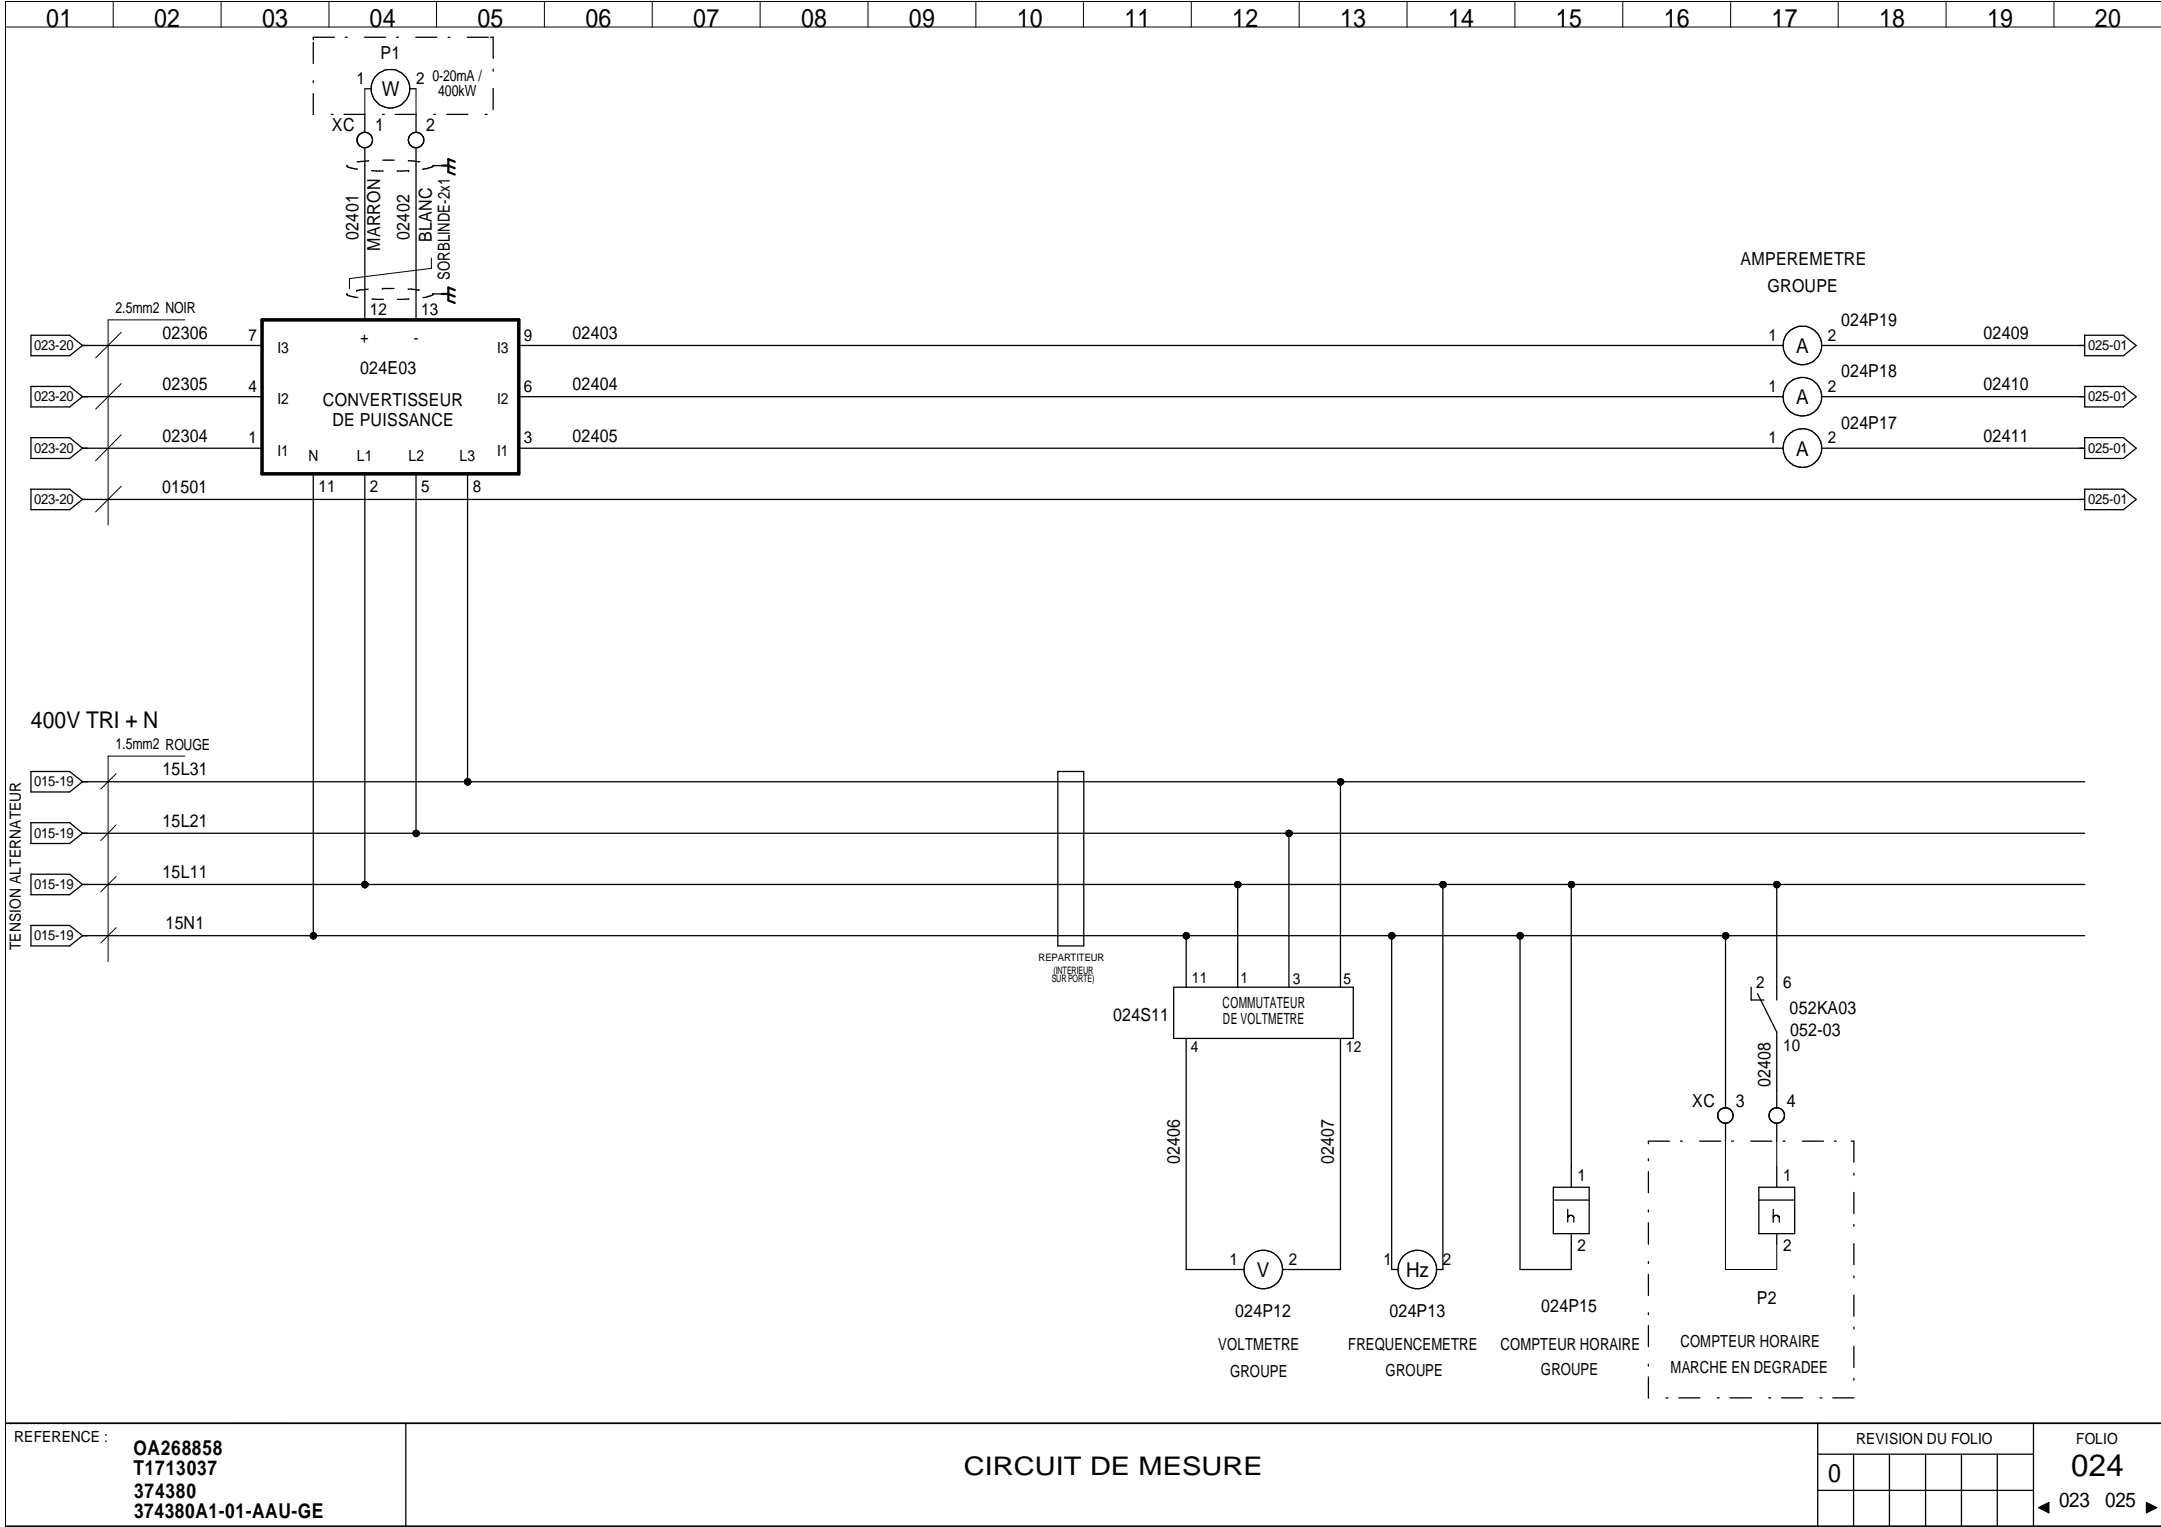 01 02 03 04 05 06 07 08 09 10 11 12 13 14 15 16 17 18 19 20
P1
1 W 2 0-20mA /
400kW
XC 1 2
02401
MARRON
02402
BLANC
SORBLINDE-2x1
12 13
AMPEREMETRE
GROUPE
2.5mm2 NOIR
023-20 02306 7 I3 + - I3 9 02403 1 A 2 024P19 02409 025-01
024E03
023-20 02305 4 I2 CONVERTISSEUR I2 6 02404 1 A 2 024P18 02410 025-01
DE PUISSANCE
023-20 02304 1 I1 N L1 L2 L3 I1 3 02405 1 A 2 024P17 02411 025-01
023-20 01501 11 2 5 8 025-01
400V TRI + N
1.5mm2 ROUGE
TENSION ALTERNATEUR
015-19 15L31
015-19 15L21
015-19 15L11
015-19 15N1
REPARTITEUR
(INTERIEUR
SUR PORTE)
11 1 3 5
024S11 COMMUTATEUR
DE VOLTMETRE
4 12
02406
02407
1 V 2
024P12
VOLTMETRE
GROUPE
1 Hz 2
024P13
FREQUENCEMETRE
GROUPE
1
h
2
024P15
COMPTEUR HORAIRE
GROUPE
2 6
052KA03
052-03
10
02408
XC 3 4
1
h
2
P2
COMPTEUR HORAIRE
MARCHE EN DEGRADEE
REFERENCE :
OA268858
T1713037
374380
374380A1-01-AAU-GE
CIRCUIT DE MESURE
REVISION DU FOLIO
0
FOLIO
024
023 025